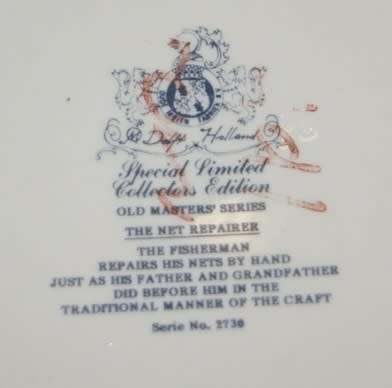 Delft Holland
Special Limited
Collectors Edition
OLD MASTERS' SERIES
THE NET REPAIRER
THE FISHERMAN
REPAIRS HIS NETS BY HAND
JUST AS HIS FATHER AND GRANDFATHER
DID BEFORE HIM IN THE
TRADITIONAL MANNER OF THE CRAFT
Serie No. 2730